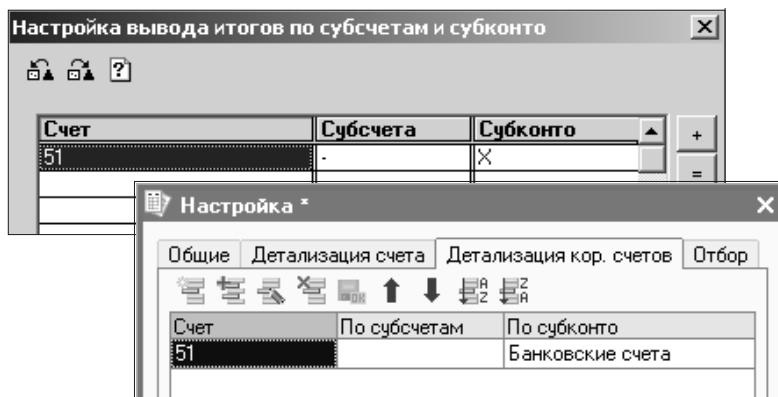 Настройка вывода итогов по субсчетам и субконто
Счет Субсчета Субконто
51 - X
+
=
Настройка *
Общие Детализация счета Детализация кор. счетов Отбор
Счет По субсчетам По субконто
51 Банковские счета